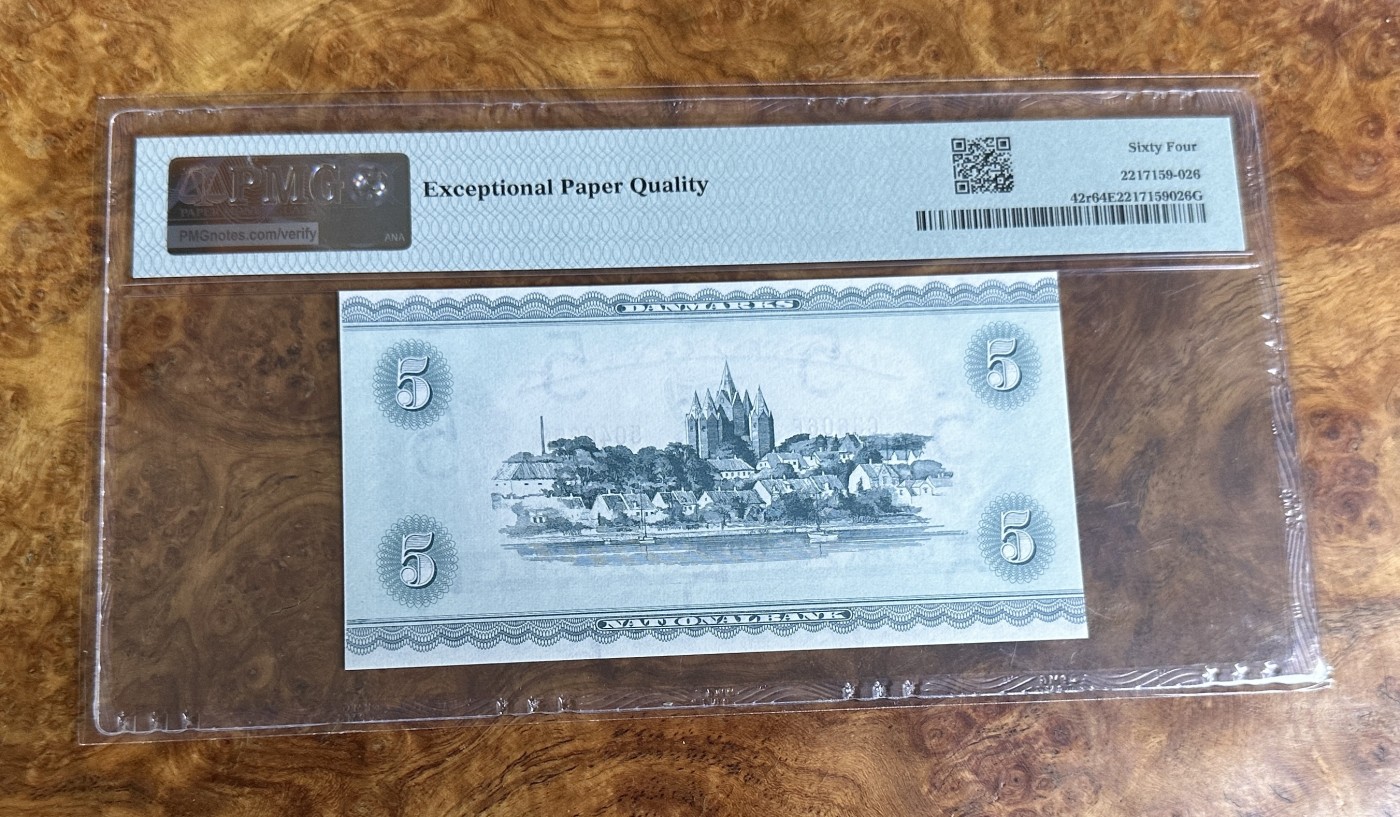 PMG
PMGnotes.com/verify
ANA
Exceptional Paper Quality
Sixty Four
2217159-026
42r64E2217159026G
DANMARKS
5
5
5
5
NATIONALBANK